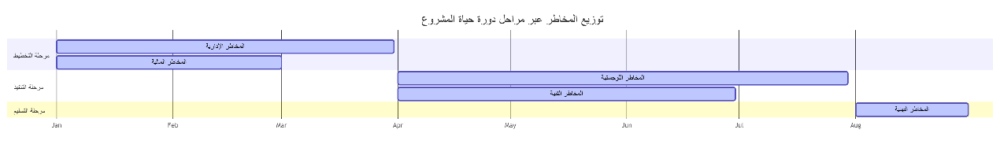 توزيع المخاطر عبر مراحل دورة حياة المشروع
مرحلة التخطيط
المخاطر الإدارية
المخاطر المالية
مرحلة التنفيذ
المخاطر اللوجستية
المخاطر الفنية
مرحلة التسليم
المخاطر البيئية
Jan Feb Mar Apr May Jun Jul Aug